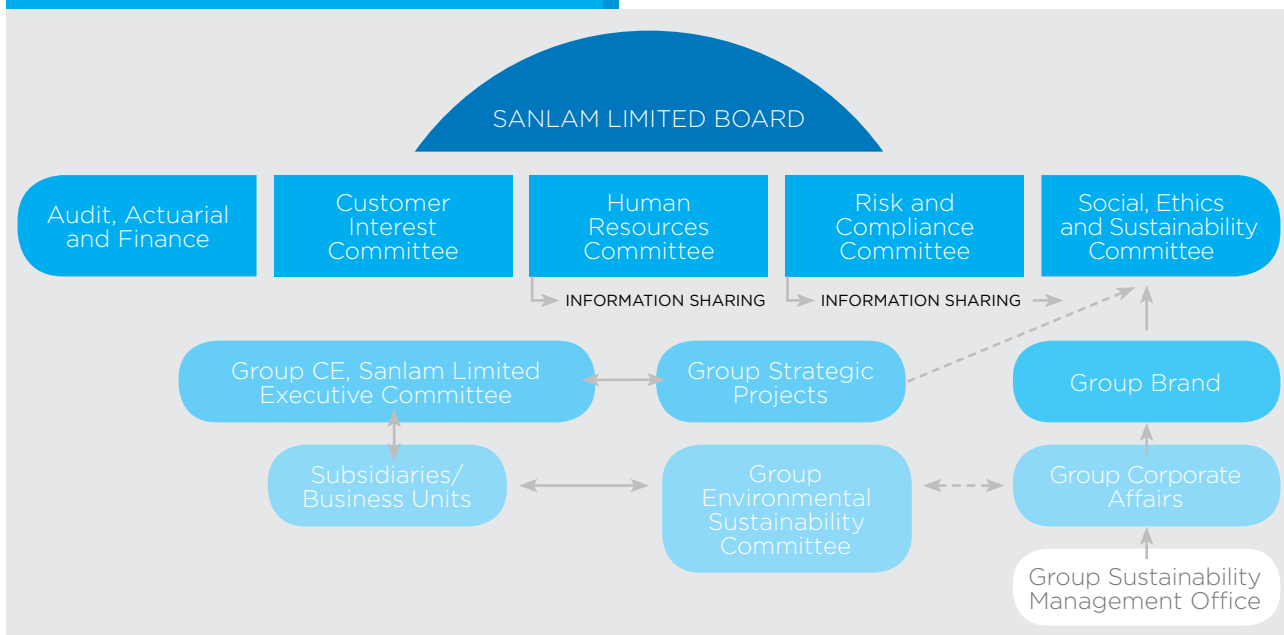 SANLAM LIMITED BOARD
Audit, Actuarial
and Finance
Customer
Interest
Committee
Human
Resources
Committee
Risk and
Compliance
Committee
Social, Ethics
and Sustainability
Committee
INFORMATION SHARING
INFORMATION SHARING
Group CE, Sanlam Limited
Executive Committee
Group Strategic
Projects
Group Brand
Subsidiaries/
Business Units
Group
Environmental
Sustainability
Committee
Group Corporate
Affairs
Group Sustainability
Management Office